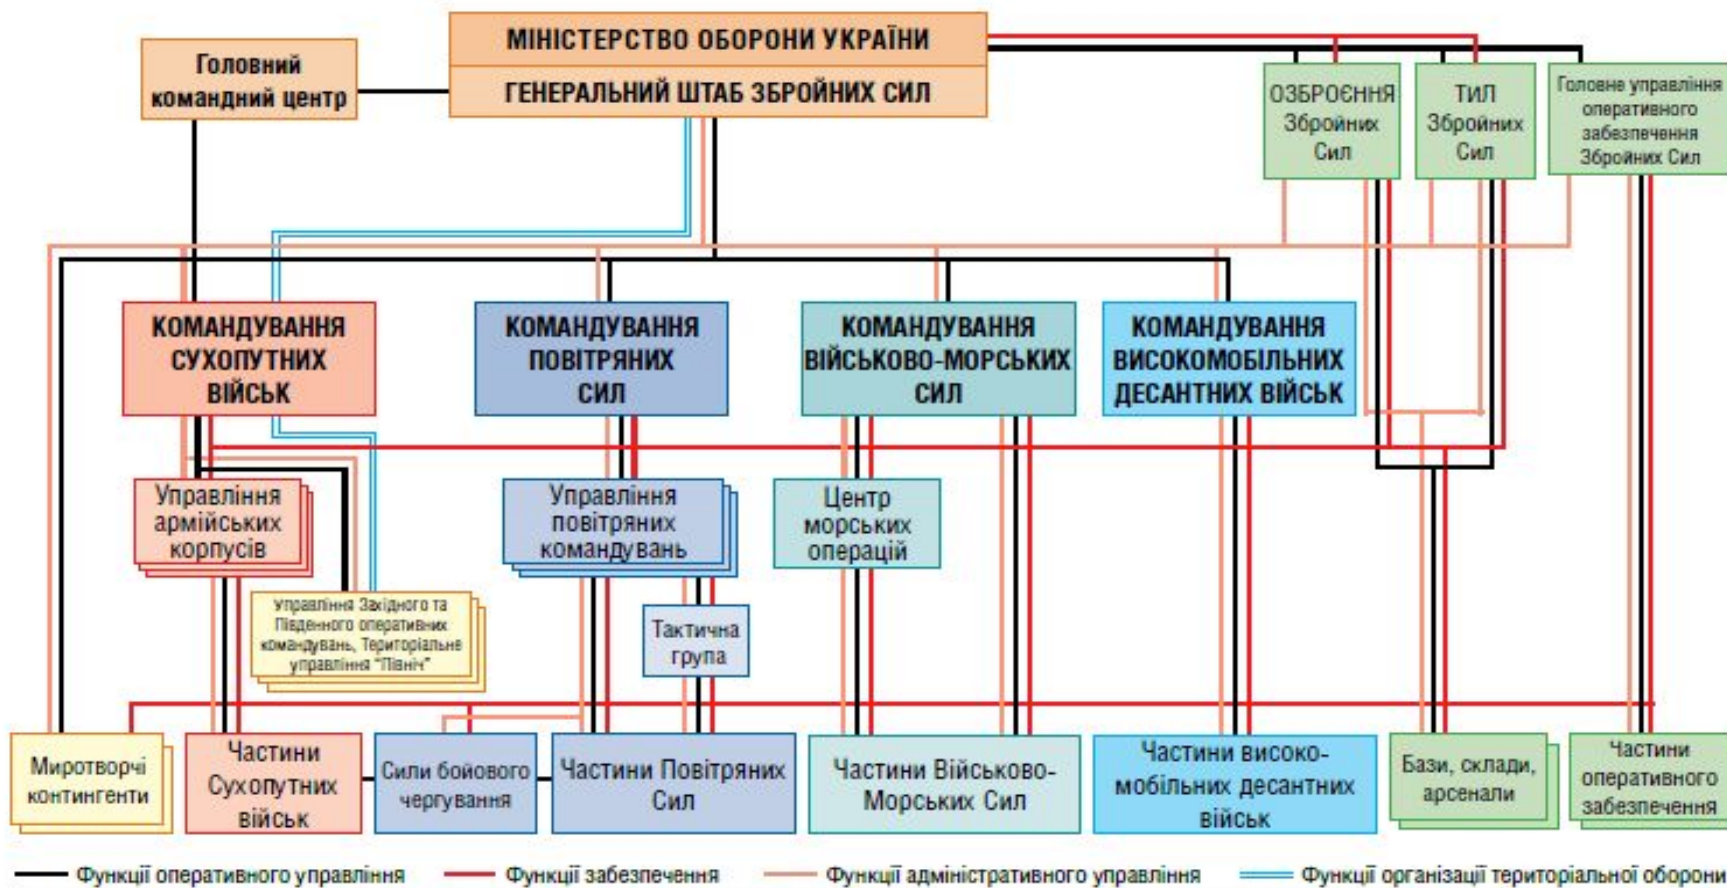 МІНІСТЕРСТВО ОБОРОНИ УКРАЇНИ
ГЕНЕРАЛЬНИЙ ШТАБ ЗБРОЙНИХ СИЛ
Головний
командний центр
ОЗБРОЄННЯ
Збройних
Сил
ТИЛ
Збройних
Сил
Головне управління
оперативного
забезпечення
Збройних Сил
КОМАНДУВАННЯ
СУХОПУТНИХ
ВІЙСЬК
КОМАНДУВАННЯ
ПОВІТРЯНИХ
СИЛ
КОМАНДУВАННЯ
ВІЙСЬКОВО-МОРСЬКИХ
СИЛ
КОМАНДУВАННЯ
ВИСОКОМОБІЛЬНИХ
ДЕСАНТНИХ ВІЙСЬК
Управління
армійських
корпусів
Управління
повітряних
командувань
Центр
морських
операцій
Управління Західного та
Південного оперативних
командувань, Територіальне
управління "Північ"
Тактична
група
Миротворчі
контингенти
Частини
Сухопутних
військ
Сили бойового
чергування
Частини Повітряних
Сил
Частини Військово-
Морських Сил
Частини високо-
мобільних десантних
військ
Бази, склади,
арсенали
Частини
оперативного
забезпечення
Функції оперативного управління
Функції забезпечення
Функції адміністративного управління
Функції організації територіальної оборони